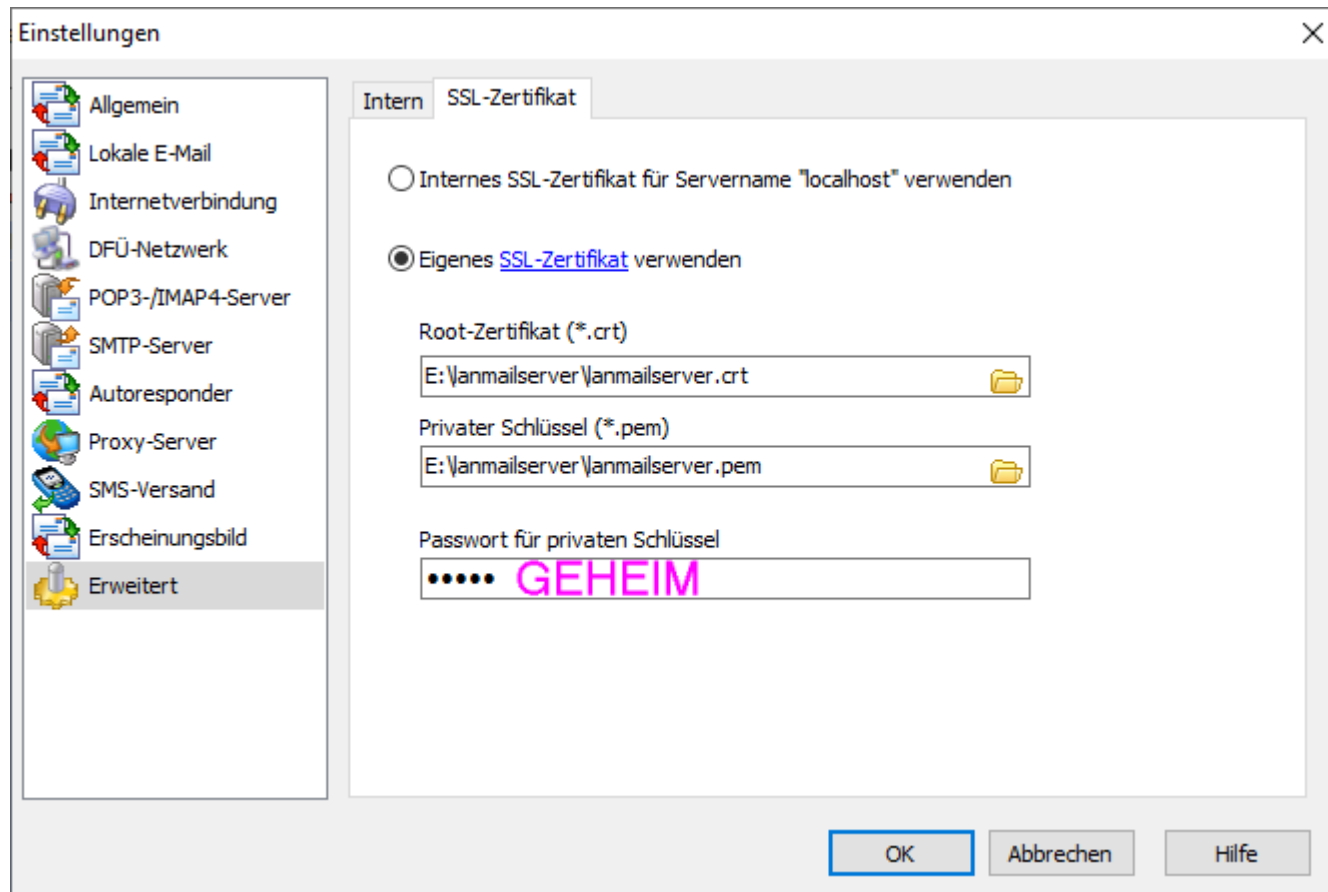 Einstellungen
Allgemein
Lokale E-Mail
Internetverbindung
DFÜ-Netzwerk
POP3-/IMAP4-Server
SMTP-Server
Autoresponder
Proxy-Server
SMS-Versand
Erscheinungsbild
Erweitert
Intern
SSL-Zertifikat
Internes SSL-Zertifikat für Servername "localhost" verwenden
Eigenes SSL-Zertifikat verwenden
Root-Zertifikat (*.crt)
E:\lanmailserver\lanmailserver.crt
Privater Schlüssel (*.pem)
E:\lanmailserver\lanmailserver.pem
Passwort für privaten Schlüssel
••••• GEHEIM
OK
Abbrechen
Hilfe